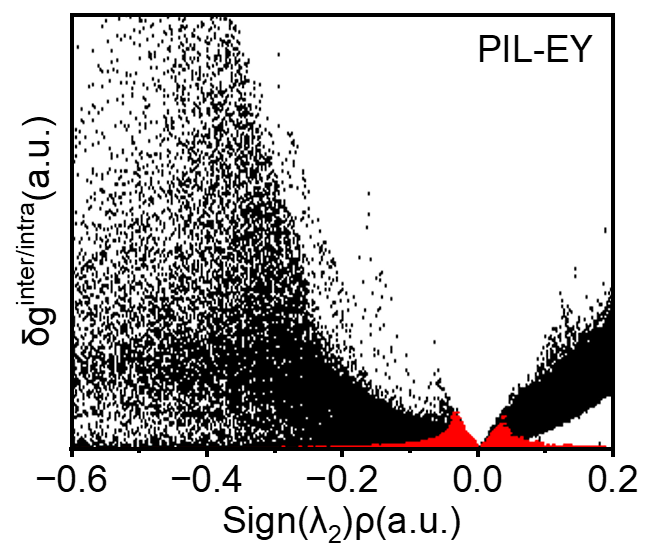 PIL-EY
δg^inter/intra(a.u.)
−0.6 −0.4 −0.2 0.0 0.2
Sign(λ₂)ρ(a.u.)